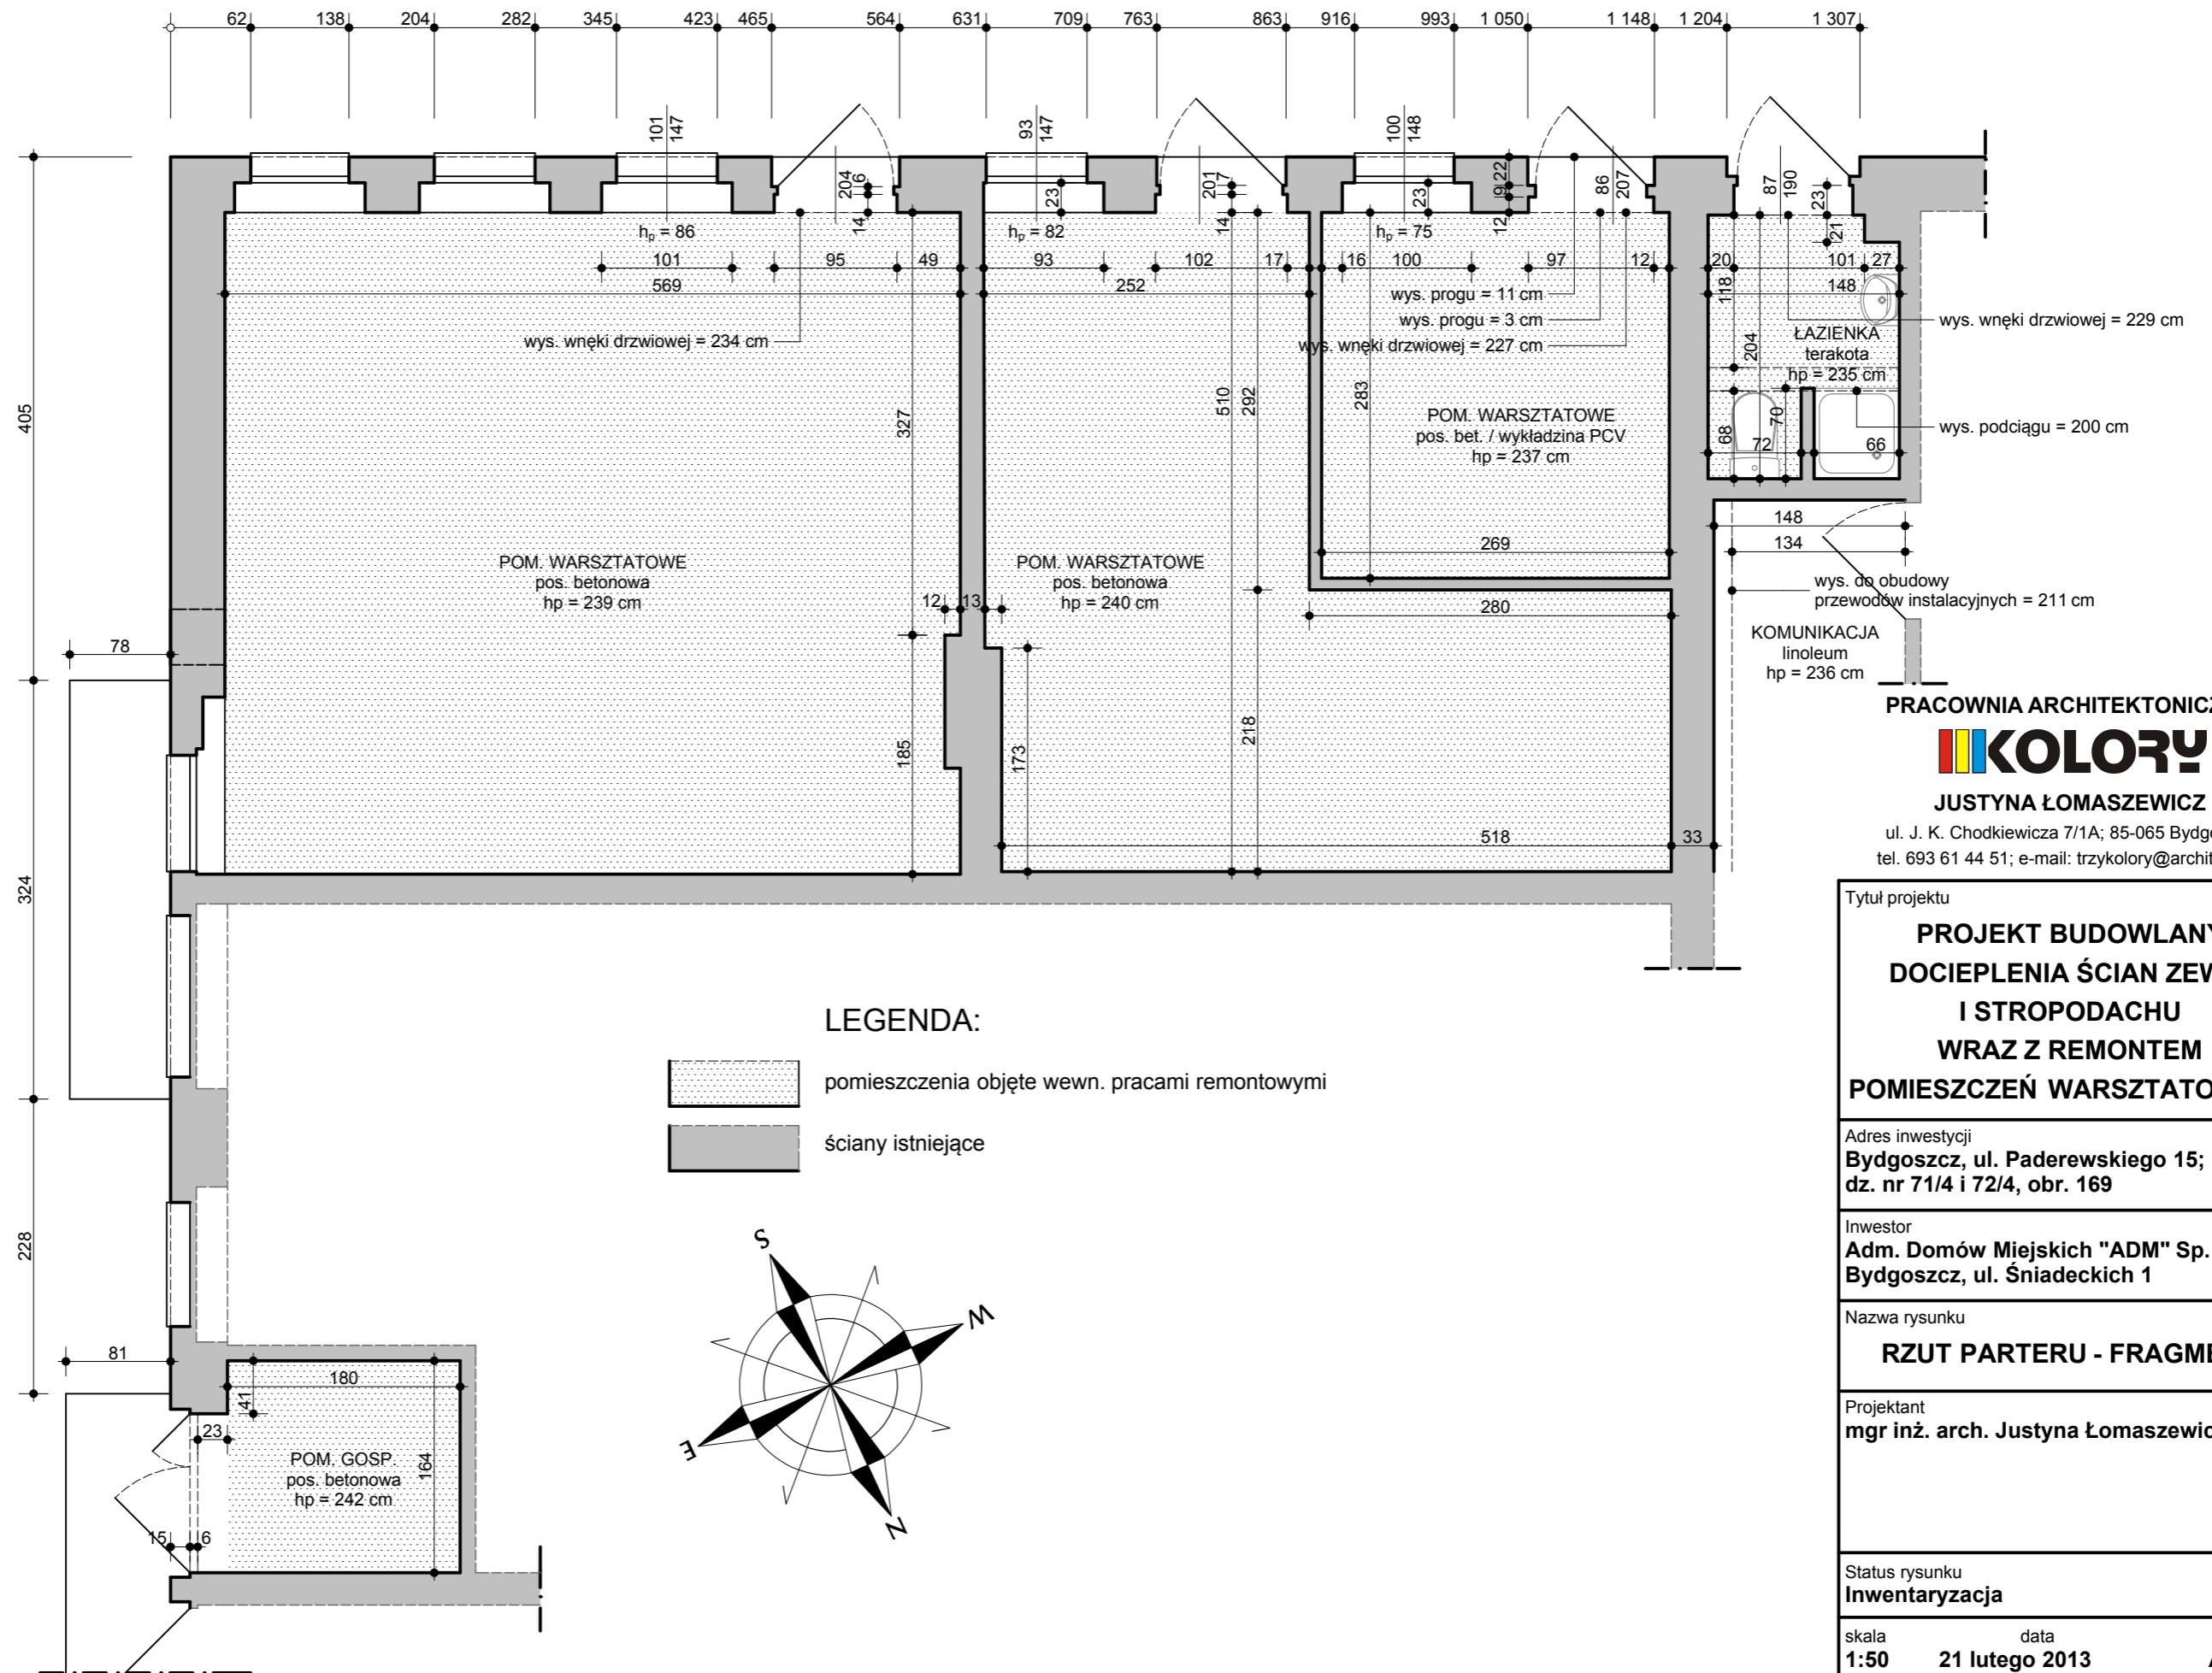 62 138 204 282 345 423 465 564 631 709 763 863 916 993 1 050 1 148 1 204 1 307
101
147
93
147
100
148
204
6
14
201
7
14
23
23
22
9
12
86
207
87
190
23
21
hp = 86
hp = 82
hp = 75
101 95 49 93 102 17 16 100 97 12 20 101 27
569
252
148
118
wys. progu = 11 cm
wys. progu = 3 cm
wys. wnęki drzwiowej = 234 cm
wys. wnęki drzwiowej = 227 cm
wys. wnęki drzwiowej = 229 cm
ŁAZIENKA
terakota
hp = 235 cm
204
405
327
510
292
283
POM. WARSZTATOWE
pos. bet. / wykładzina PCV
hp = 237 cm
68
70
72
66
wys. podciągu = 200 cm
148
134
269
POM. WARSZTATOWE
pos. betonowa
hp = 239 cm
POM. WARSZTATOWE
pos. betonowa
hp = 240 cm
12 13
280
wys. do obudowy
przewodów instalacyjnych = 211 cm
KOMUNIKACJA
linoleum
hp = 236 cm
78
185
173
218
518 33
324
PRACOWNIA ARCHITEKTONICZ
KOLORY
JUSTYNA ŁOMASZEWICZ
ul. J. K. Chodkiewicza 7/1A; 85-065 Bydg
tel. 693 61 44 51; e-mail: trzykolory@archit
Tytuł projektu
PROJEKT BUDOWLANY
DOCIEPLENIA ŚCIAN ZEW
I STROPODACHU
WRAZ Z REMONTEM
POMIESZCZEŃ WARSZTATO
Adres inwestycji
Bydgoszcz, ul. Paderewskiego 15;
dz. nr 71/4 i 72/4, obr. 169
Inwestor
Adm. Domów Miejskich "ADM" Sp.
Bydgoszcz, ul. Śniadeckich 1
Nazwa rysunku
RZUT PARTERU - FRAGME
Projektant
mgr inż. arch. Justyna Łomaszewic
Status rysunku
Inwentaryzacja
skala data
1:50 21 lutego 2013
LEGENDA:
pomieszczenia objęte wewn. pracami remontowymi
ściany istniejące
S
W
E
N
228
81
180
41
23
164
POM. GOSP.
pos. betonowa
hp = 242 cm
15 6